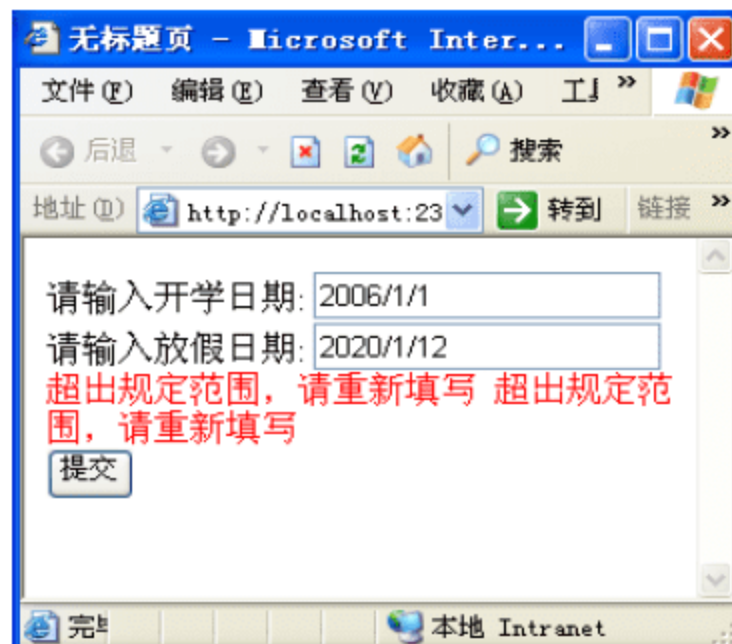 无标题页 - Microsoft Inter...
文件(F) 编辑(E) 查看(V) 收藏(A) »
后退 搜索 »
地址(D) http://localhost:23 转到 链接 »
请输入开学日期: 2006/1/1
请输入放假日期: 2020/1/12
超出规定范围，请重新填写 超出规定范
围，请重新填写
提交
本地 Intranet